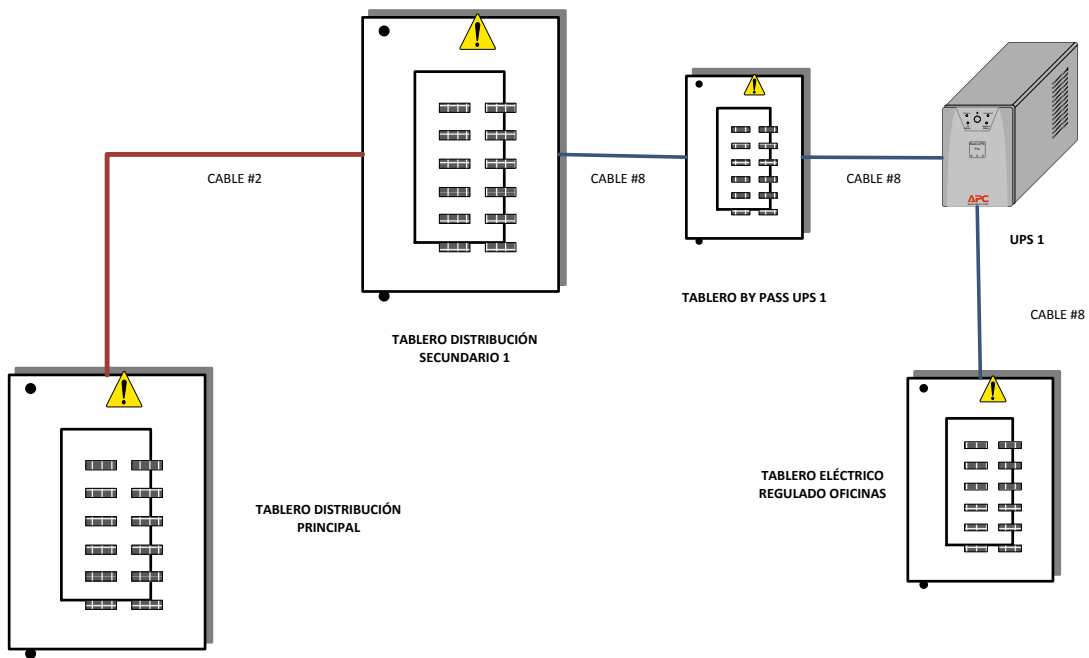 CABLE #2
CABLE #8
CABLE #8
APC
UPS 1
TABLERO BY PASS UPS 1
CABLE #8
TABLERO DISTRIBUCIÓN
SECUNDARIO 1
TABLERO ELÉCTRICO
REGULADO OFICINAS
TABLERO DISTRIBUCIÓN
PRINCIPAL